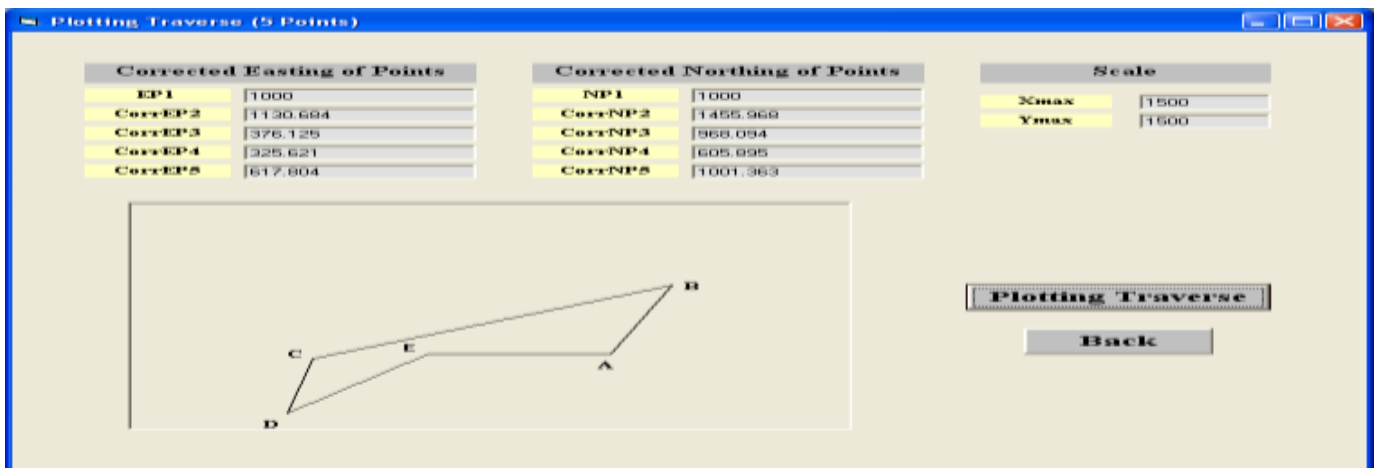 Plotting Traverse (5 Points)
Corrected Easting of Points
EP1 1000
CorrEP2 1130.684
CorrEP3 376.125
CorrEP4 325.621
CorrEP5 617.804
Corrected Northing of Points
NP1 1000
CorrNP2 1455.968
CorrNP3 968.094
CorrNP4 605.895
CorrNP5 1001.363
Scale
Xmax 1500
Ymax 1500
B
C
E
A
D
Plotting Traverse
Back